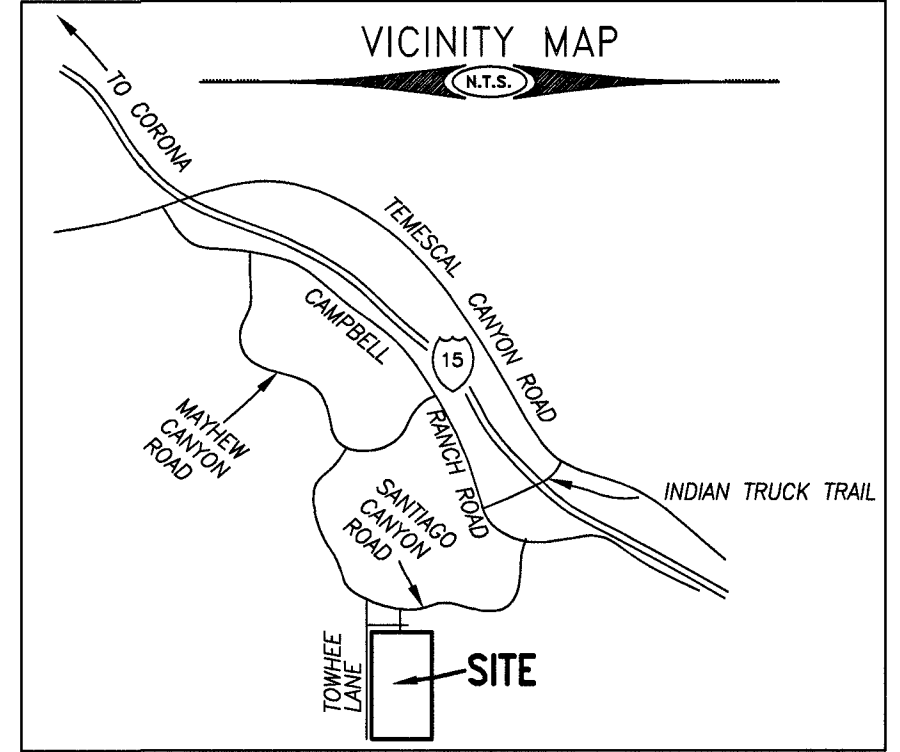 VICINITY MAP
N.T.S.
TO CORONA
TEMESCAL CANYON ROAD
CAMPBELL RANCH ROAD
15
MAYHEW
CANYON
ROAD
SANTIAGO
CANYON
ROAD
INDIAN TRUCK TRAIL
TOWHEE
LANE
SITE